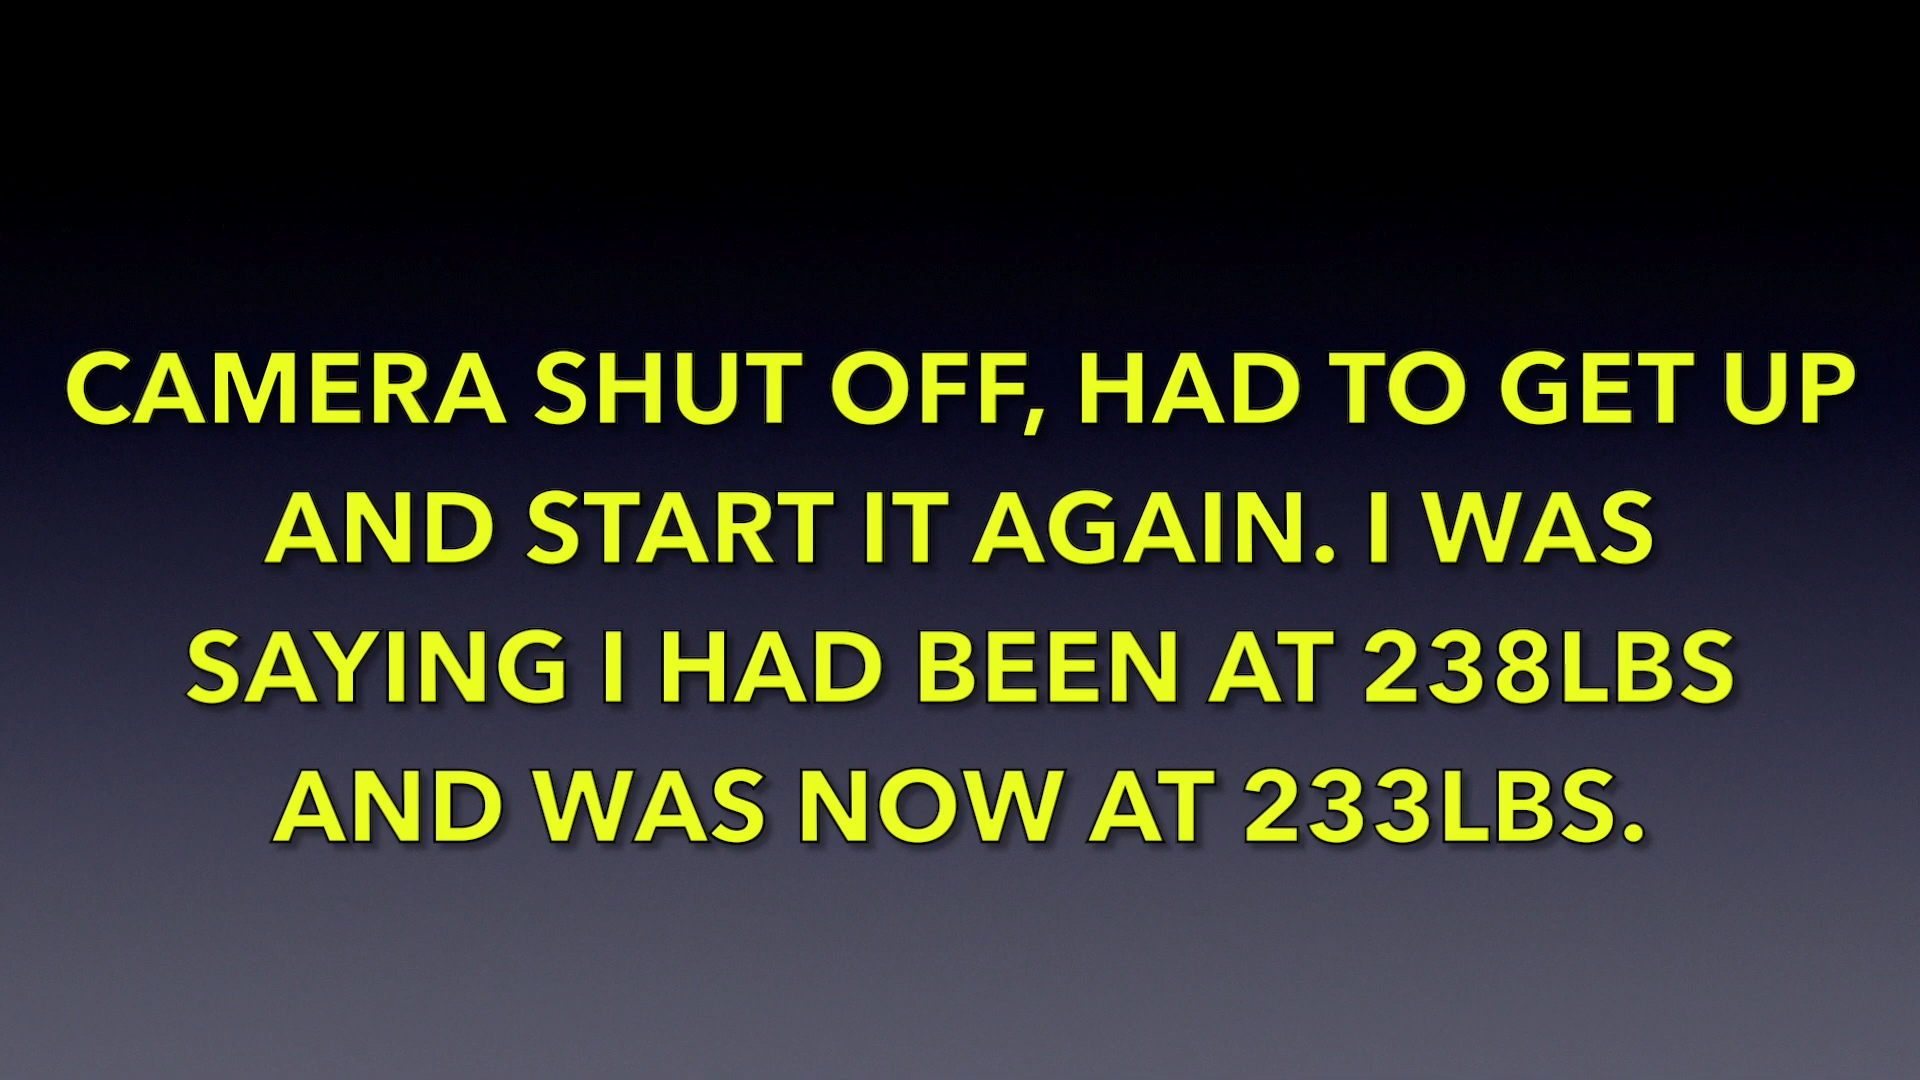 CAMERA SHUT OFF, HAD TO GET UP
AND START IT AGAIN. I WAS
SAYING I HAD BEEN AT 238LBS
AND WAS NOW AT 233LBS.